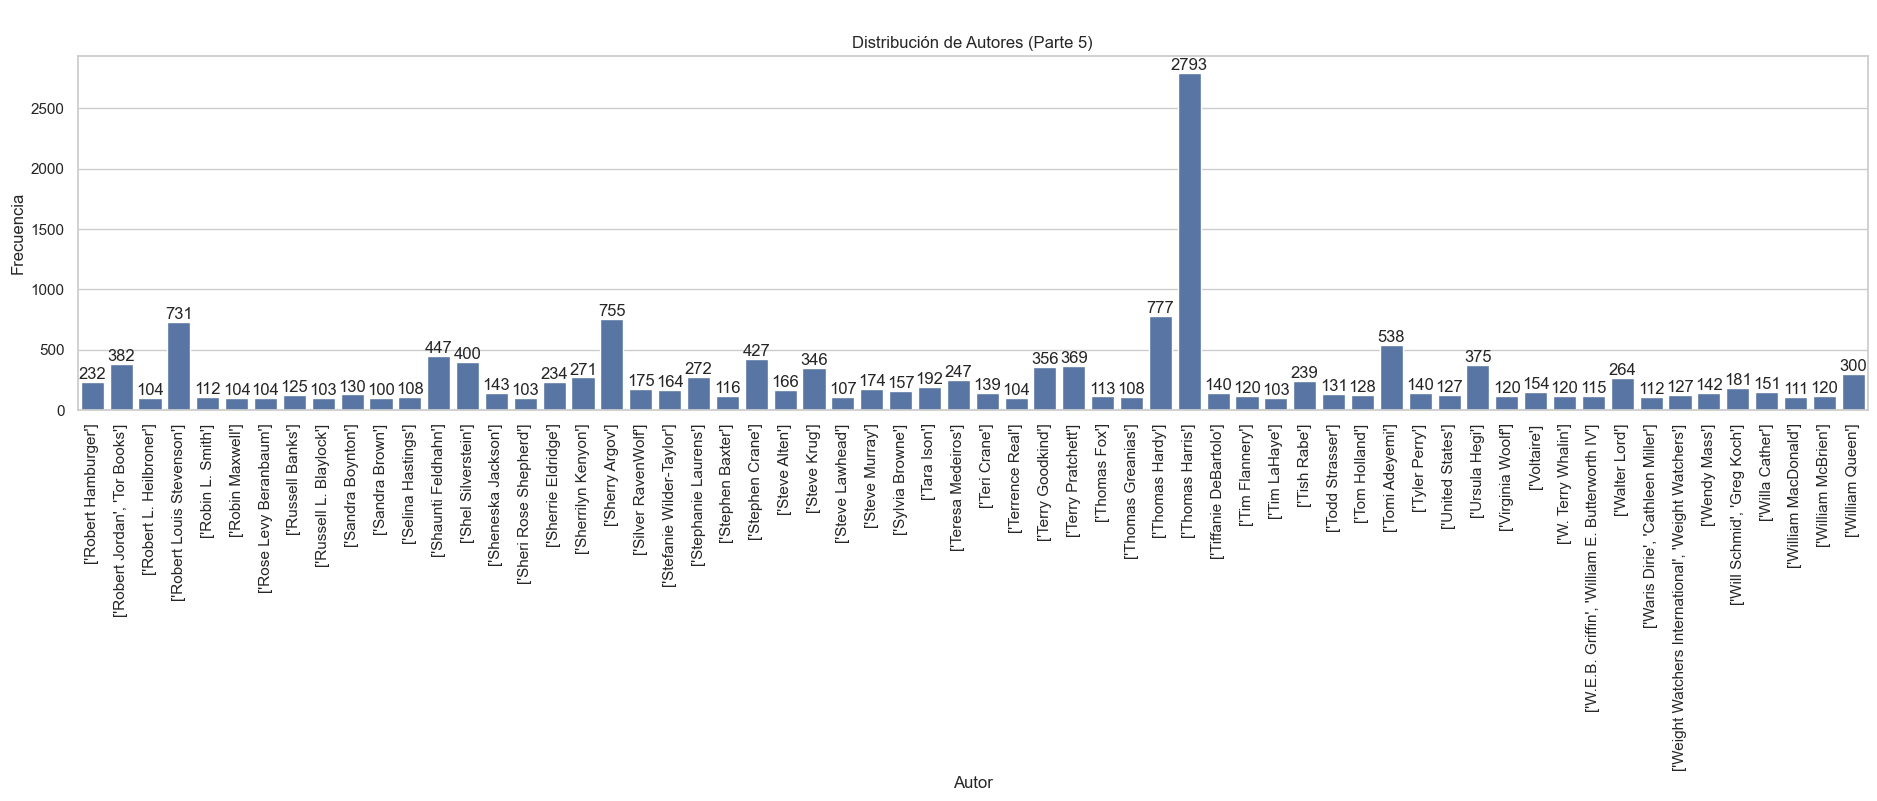 Distribución de Autores (Parte 5)
Frecuencia
2500
2000
1500
1000
500
0
232
382
104
731
112
104
104
125
103
130
100
108
447
400
143
103
234
271
755
175
164
272
116
427
166
346
107
174
157
192
247
139
104
356
369
113
108
777
2793
140
120
103
239
131
128
538
140
127
375
120
154
120
115
264
112
127
142
181
151
111
120
300
['Robert Hamburger']
['Robert Jordan', 'Tor Books']
['Robert L. Heilbroner']
['Robert Louis Stevenson']
['Robin L. Smith']
['Robin Maxwell']
['Rose Levy Beranbaum']
['Russell Banks']
['Russell L. Blaylock']
['Sandra Boynton']
['Sandra Brown']
['Selina Hastings']
['Shaunti Feldhahn']
['Shel Silverstein']
['Sheneska Jackson']
['Sheri Rose Shepherd']
['Sherrie Eldridge']
['Sherrilyn Kenyon']
['Sherry Argov']
['Silver RavenWolf']
['Stefanie Wilder-Taylor']
['Stephanie Laurens']
['Stephen Baxter']
['Stephen Crane']
['Steve Alten']
['Steve Krug']
['Steve Lawhead']
['Steve Murray']
['Sylvia Browne']
['Tara Ison']
['Teresa Medeiros']
['Teri Crane']
['Terrence Real']
['Terry Goodkind']
['Terry Pratchett']
['Thomas Fox']
['Thomas Greanias']
['Thomas Hardy']
['Thomas Harris']
['Tiffanie DeBartolo']
['Tim Flannery']
['Tim LaHaye']
['Tish Rabe']
['Todd Strasser']
['Tom Holland']
['Tomi Adeyemi']
['Tyler Perry']
['United States']
['Ursula Hegi']
['Virginia Woolf']
['Voltaire']
['W. Terry Whalin']
['W.E.B. Griffin', 'William E. Butterworth IV']
['Walter Lord']
['Waris Dirie', 'Cathleen Miller']
['Weight Watchers International', 'Weight Watchers']
['Wendy Mass']
['Will Schmid', 'Greg Koch']
['Willa Cather']
['William MacDonald']
['William McBrien']
['William Queen']
Autor